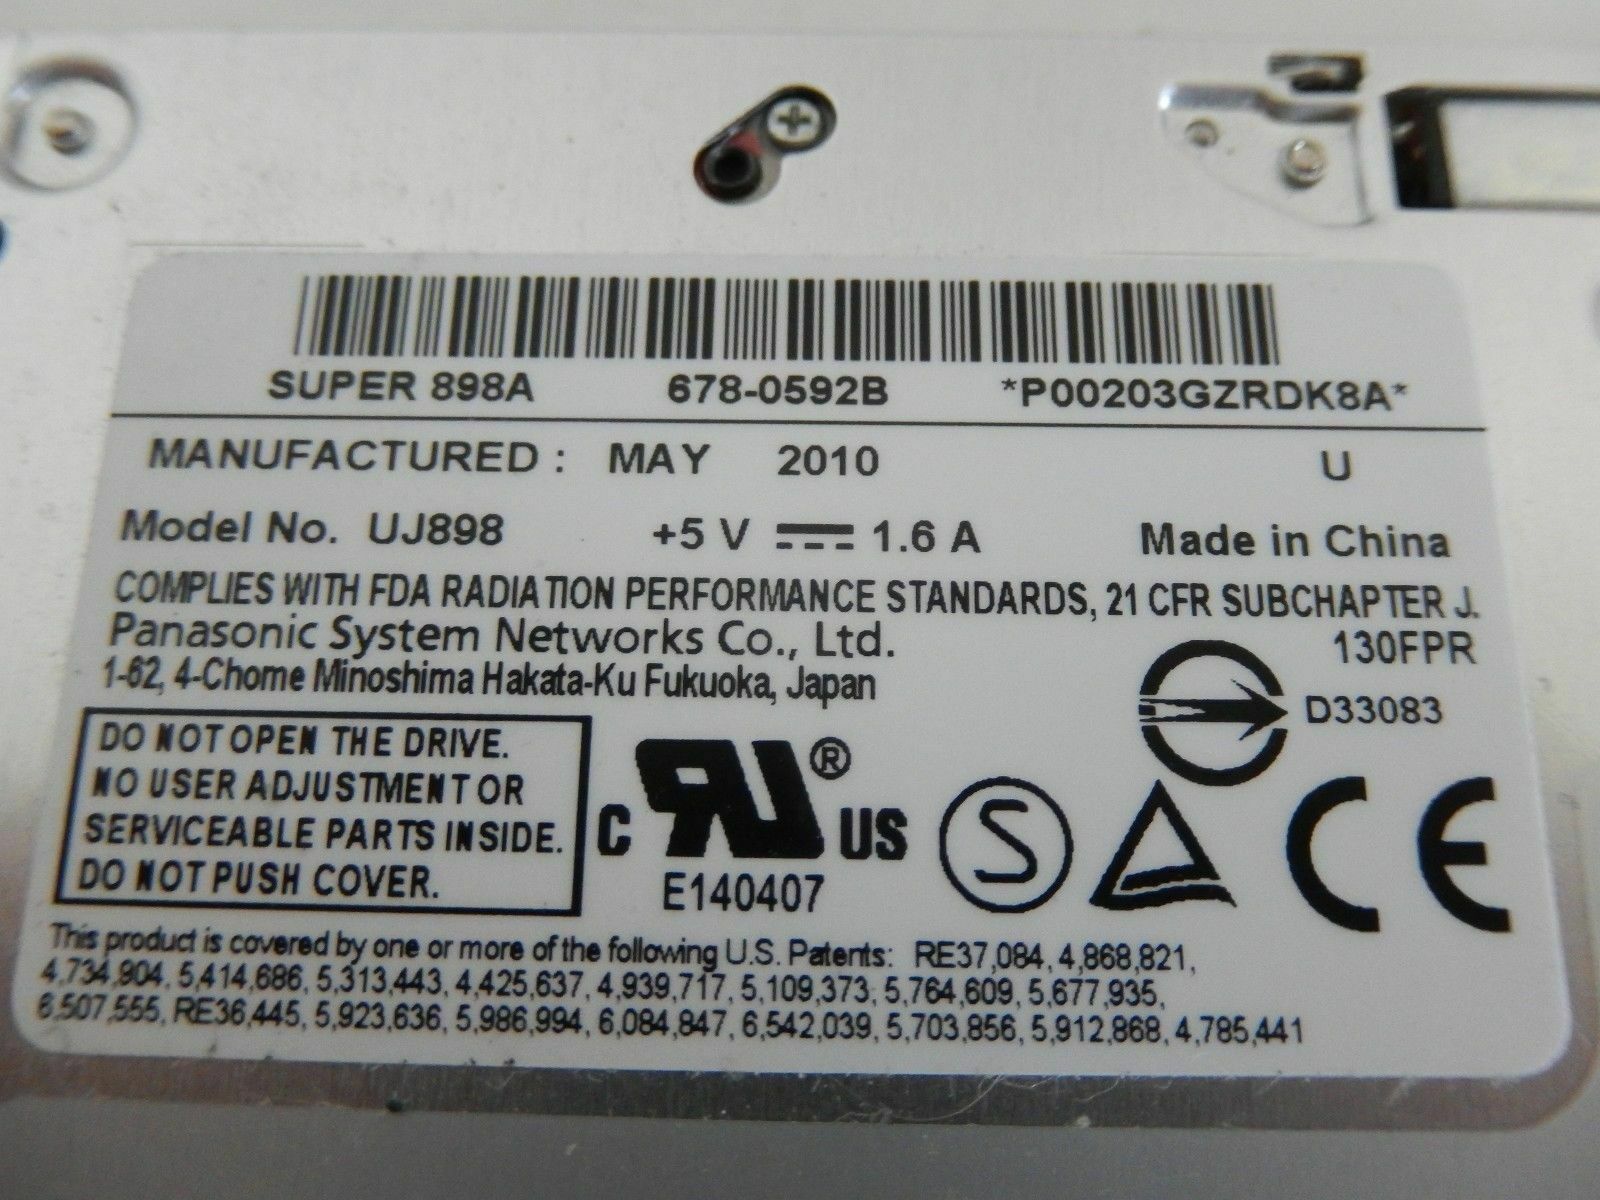 SUPER 898A 678-0592B *P00203GZRDK8A*
MANUFACTURED : MAY 2010 U
Model No. UJ898 +5 V 1.6 A Made in China
COMPLIES WITH FDA RADIATION PERFORMANCE STANDARDS, 21 CFR SUBCHAPTER J.
Panasonic System Networks Co., Ltd. 130FPR
1-62, 4-Chome Minoshima Hakata-Ku Fukuoka, Japan
D33083
DO NOT OPEN THE DRIVE.
NO USER ADJUSTMENT OR
SERVICEABLE PARTS INSIDE.
DO NOT PUSH COVER.
C RU ® US
E140407
S
CE
This product is covered by one or more of the following U.S. Patents: RE37,084, 4,868,821,
4,734,904, 5,414,686, 5,313,443, 4,425,637, 4,939,717, 5,109,373, 5,764,609, 5,677,935,
6,507,555, RE36,445, 5,923,636, 5,986,994, 6,084,847, 6,542,039, 5,703,856, 5,912,868, 4,785,441